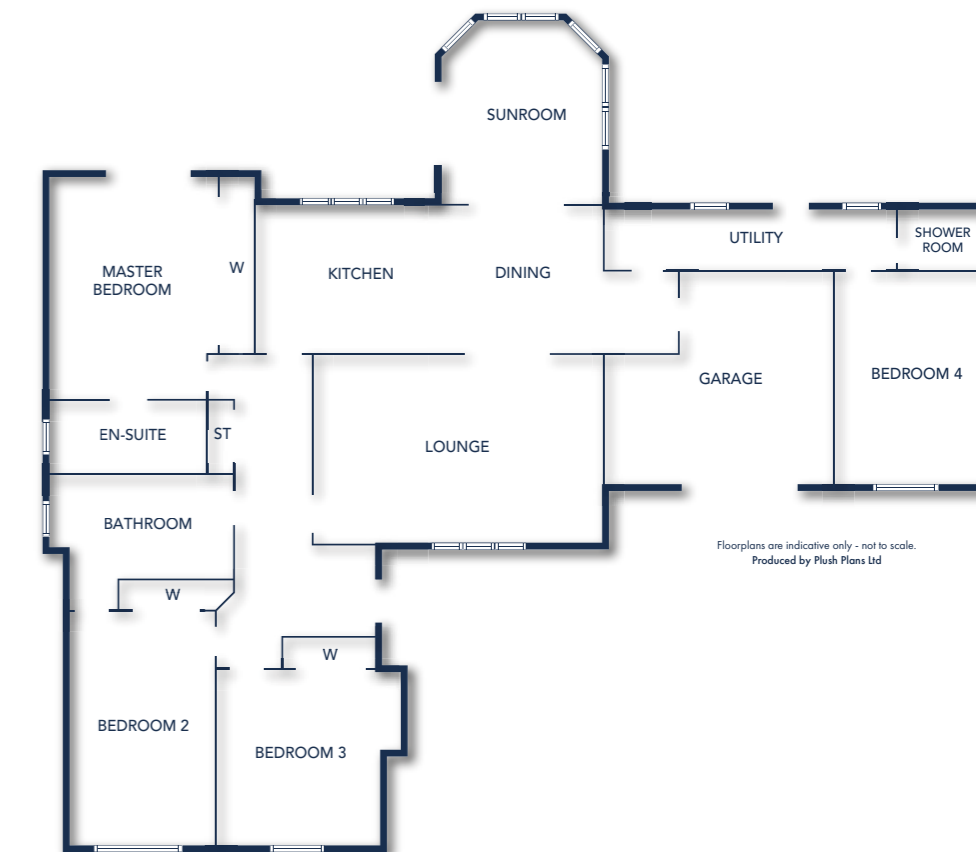 SUNROOM
UTILITY
SHOWER
ROOM
MASTER
BEDROOM
W
KITCHEN
DINING
GARAGE
BEDROOM 4
EN-SUITE
ST
LOUNGE
BATHROOM
Floorplans are indicative only - not to scale.
Produced by Plush Plans Ltd
W
W
BEDROOM 2
BEDROOM 3